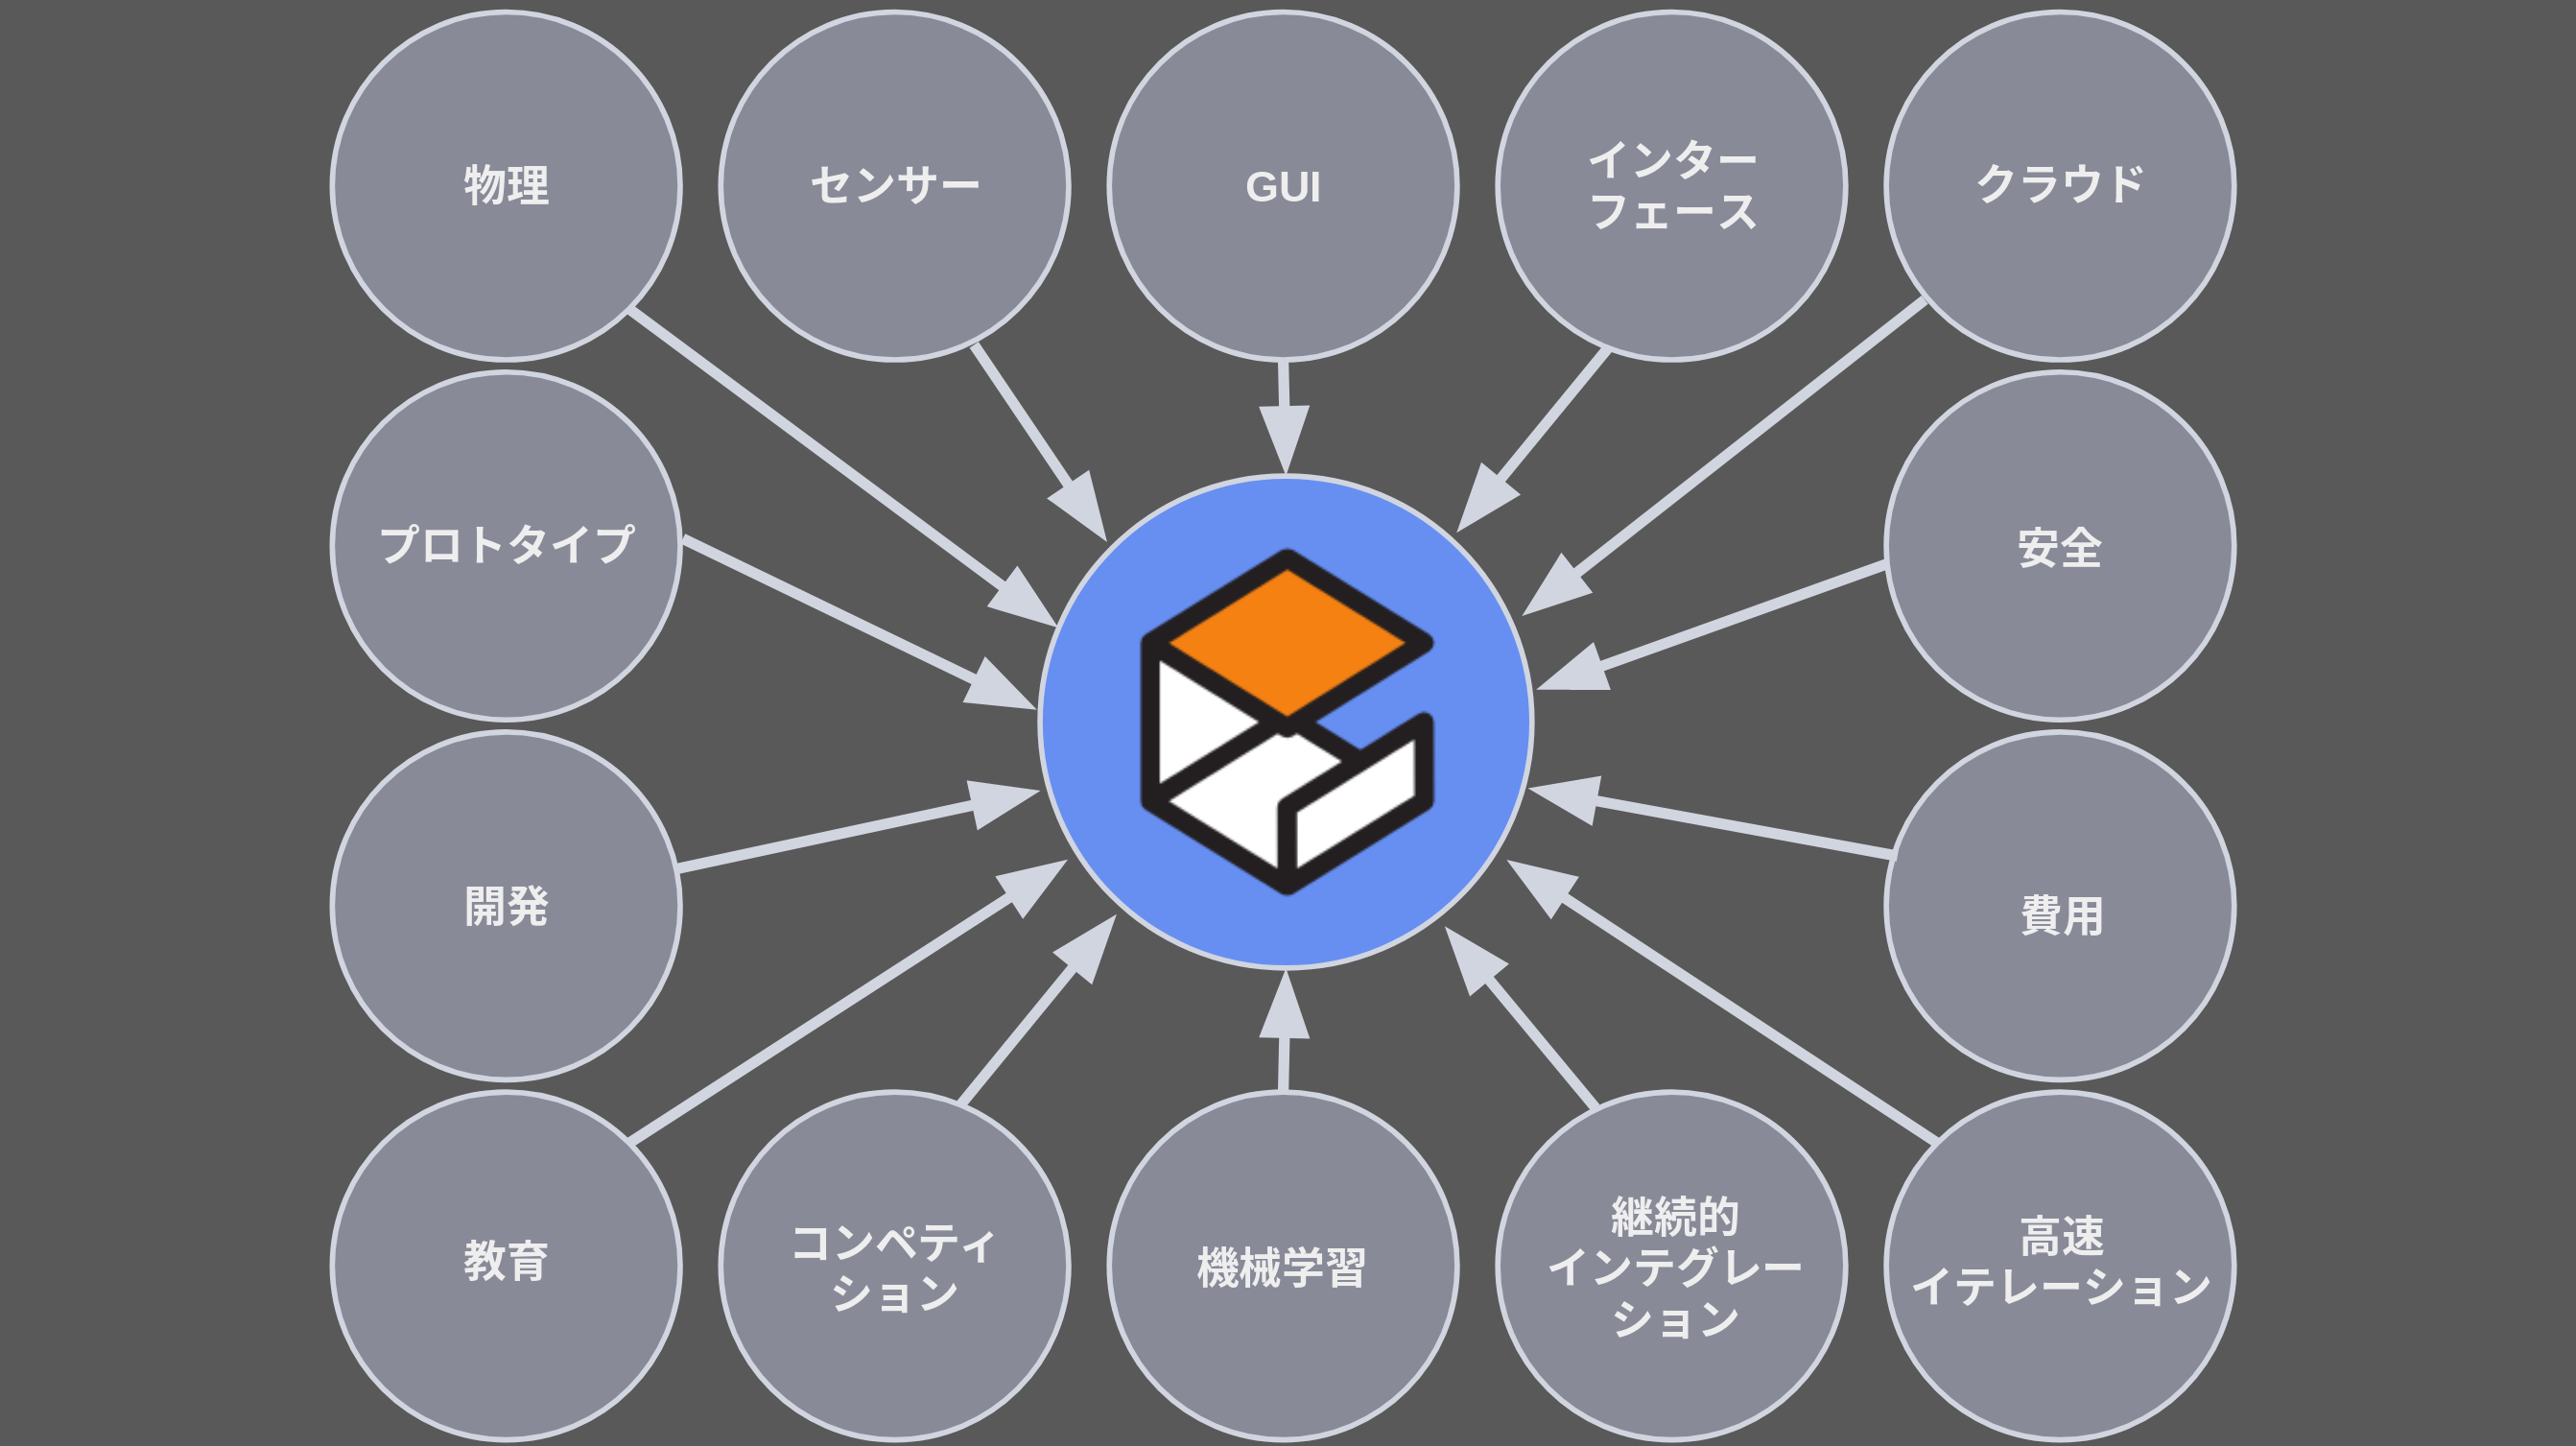 物理
センサー
GUI
インター
フェース
クラウド
プロトタイプ
安全
開発
費用
教育
コンペティ
ション
機械学習
継続的
インテグレー
ション
高速
イテレーション